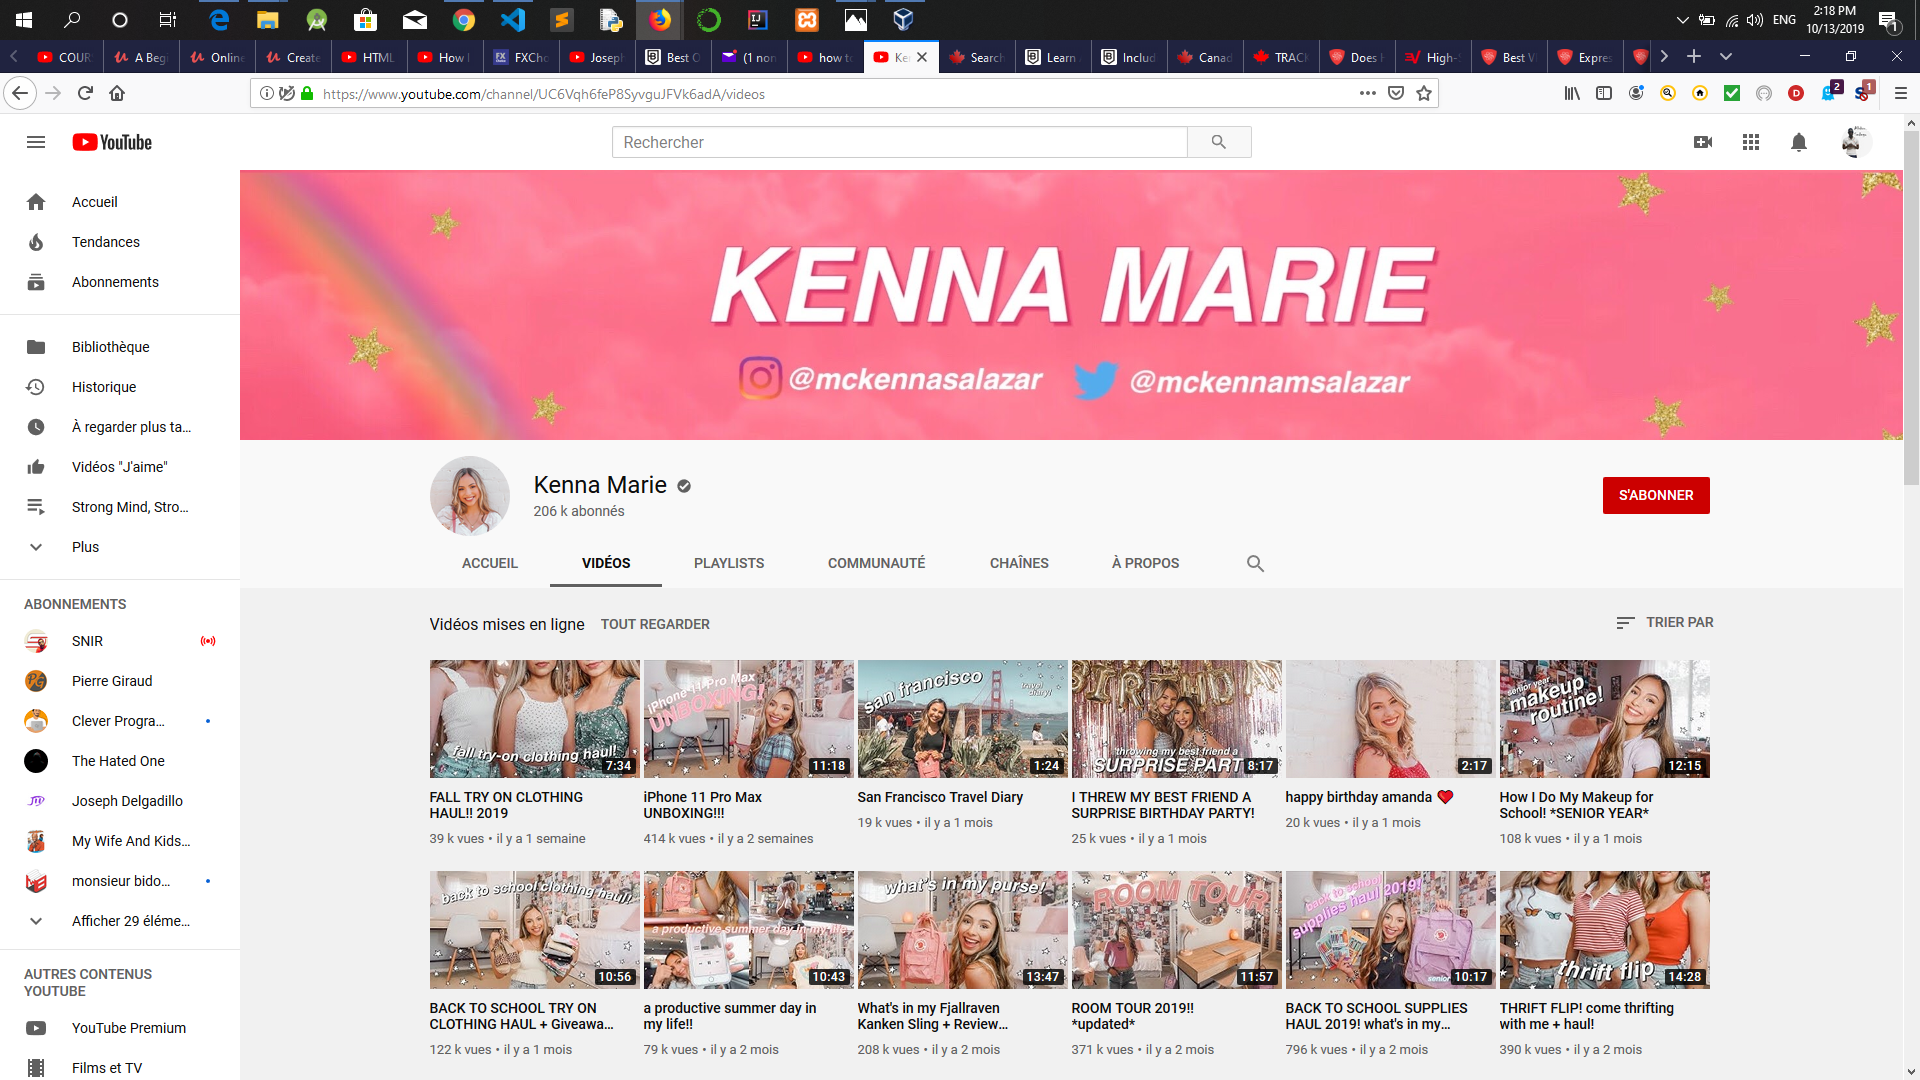 2:18 PM
ENG
10/13/2019
1
COUR
A Beg
Online
Create
HTML
How I
FXCho
Joseph
Best O
(1 non
how to
Ke
Search
Learn
Includ
Canad
TRACK
Does
High-
Best V
Expres
https://www.youtube.com/channel/UC6Vqh6feP8SyvguJFVk6adA/videos
2
1
YouTube
Rechercher
Accueil
Tendances
Abonnements
Bibliothèque
Historique
À regarder plus ta...
Vidéos "J'aime"
Strong Mind, Stro...
Plus
ABONNEMENTS
SNIR
Pierre Giraud
Clever Progra...
The Hated One
Joseph Delgadillo
My Wife And Kids...
monsieur bido...
Afficher 29 éléme...
AUTRES CONTENUS
YOUTUBE
YouTube Premium
Films et TV
KENNA MARIE
@mckennasalazar
@mckennamsalazar
Kenna Marie
206 k abonnés
S'ABONNER
ACCUEIL
VIDÉOS
PLAYLISTS
COMMUNAUTÉ
CHAÎNES
À PROPOS
Vidéos mises en ligne
TOUT REGARDER
TRIER PAR
fall try-on clothing haul!
7:34
FALL TRY ON CLOTHING
HAUL!! 2019
39 k vues • il y a 1 semaine
iPhone 11 Pro Max
UNBOXING!
11:18
iPhone 11 Pro Max
UNBOXING!!!
414 k vues • il y a 2 semaines
san francisco
travel
diary!
1:24
San Francisco Travel Diary
19 k vues • il y a 1 mois
BIRTHDAY
throwing my best friend a
SURPRISE PART
8:17
I THREW MY BEST FRIEND A
SURPRISE BIRTHDAY PARTY!
25 k vues • il y a 1 mois
2:17
happy birthday amanda ❤
20 k vues • il y a 1 mois
senior year
makeup
routine!
12:15
How I Do My Makeup for
School! *SENIOR YEAR*
108 k vues • il y a 1 mois
back to school clothing haul!
10:56
BACK TO SCHOOL TRY ON
CLOTHING HAUL + Giveawa...
122 k vues • il y a 1 mois
a productive summer day in my life
10:43
a productive summer day in
my life!!
79 k vues • il y a 2 mois
what's in my purse!
13:47
What's in my Fjallraven
Kanken Sling + Review...
208 k vues • il y a 2 mois
ROOM TOUR
11:57
ROOM TOUR 2019!!
*updated*
371 k vues • il y a 2 mois
back to school
supplies haul 2019!
senior
10:17
BACK TO SCHOOL SUPPLIES
HAUL 2019! what's in my...
796 k vues • il y a 2 mois
thrift flip
14:28
THRIFT FLIP! come thrifting
with me + haul!
390 k vues • il y a 2 mois